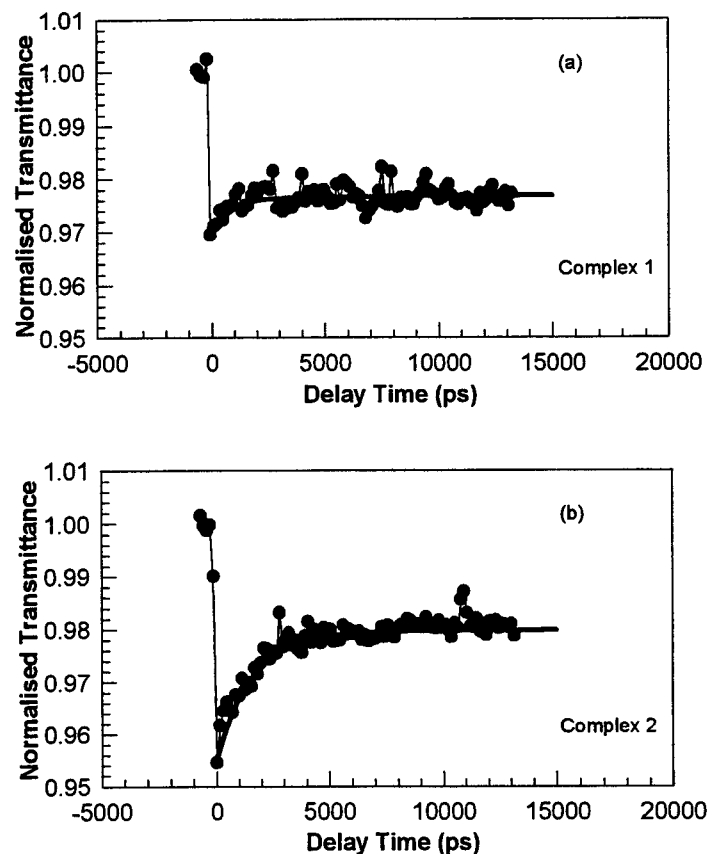 1.01
1.00
0.99
0.98
0.97
0.96
0.95
Normalised Transmittance
(a)
Complex 1
-5000 0 5000 10000 15000 20000
Delay Time (ps)
1.01
1.00
0.99
0.98
0.97
0.96
0.95
Normalised Transmittance
(b)
Complex 2
-5000 0 5000 10000 15000 20000
Delay Time (ps)